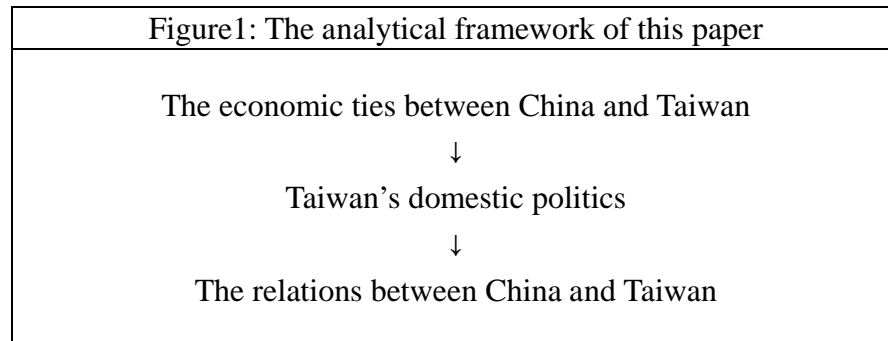 Figure1: The analytical framework of this paper
The economic ties between China and Taiwan
↓
Taiwan’s domestic politics
↓
The relations between China and Taiwan